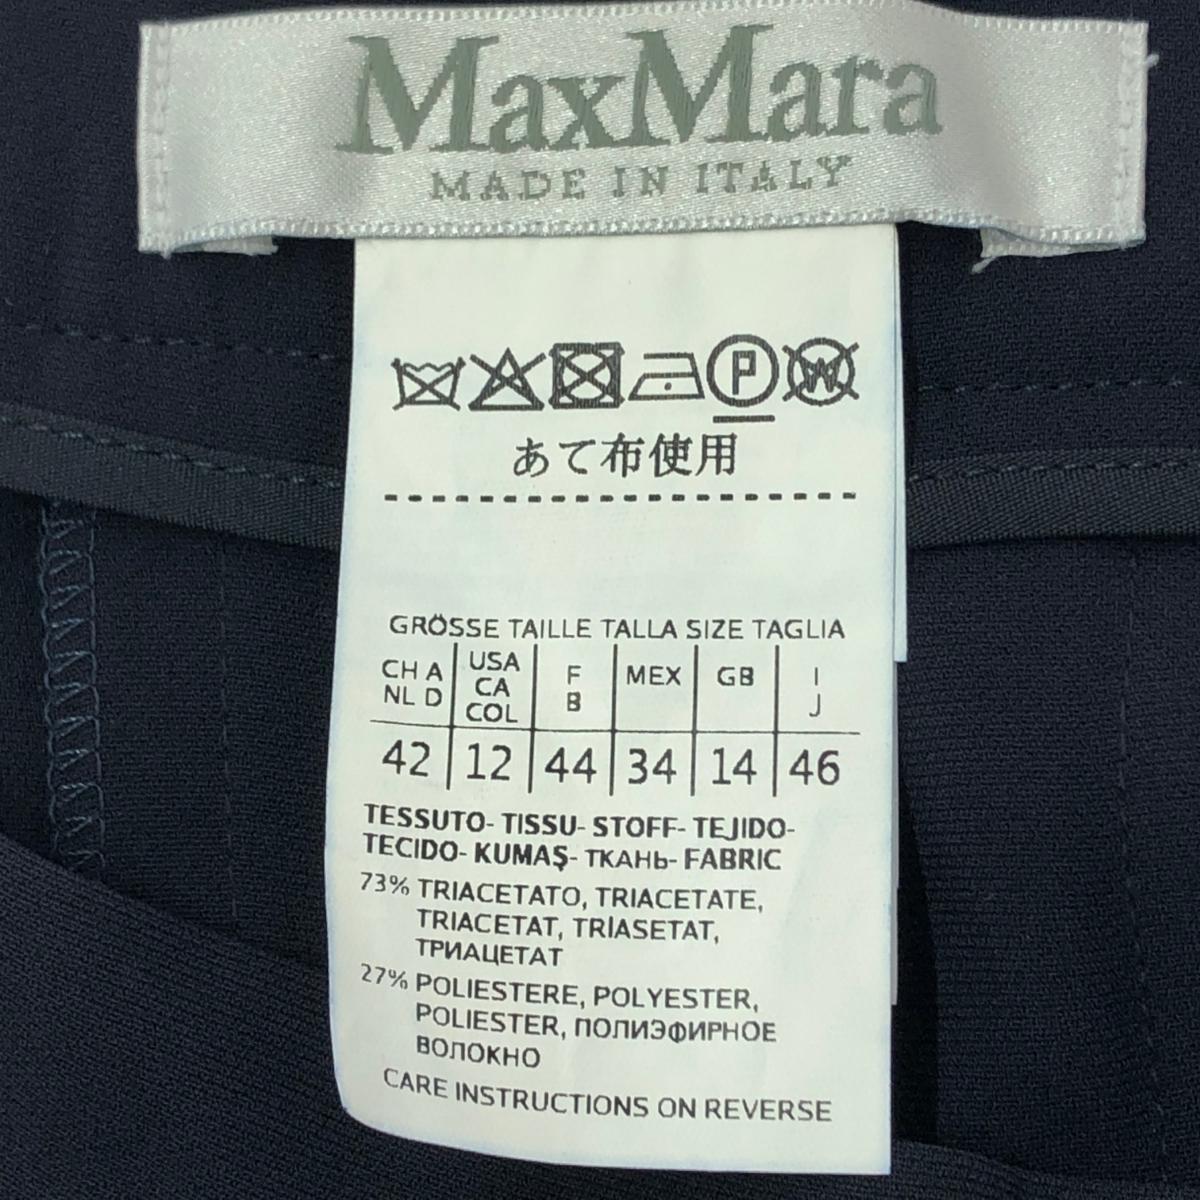 MaxMara
MADE IN ITALY
P W
あて布使用
GRÖSSE TAILLE TALLA SIZE TAGLIA
CH A NL D USA CA COL F B MEX GB I J
42 12 44 34 14 46
TESSUTO- TISSU- STOFF- TEJIDO-
TECIDO- KUMAŞ- ТКАНЬ- FABRIC
73% TRIACETATO, TRIACETATE,
TRIACETAT, TRİASETAT,
ТРИАЦЕТАТ
27% POLIESTERE, POLYESTER,
POLIESTER, ПОЛИЭФИРНОЕ
ВОЛОКНО
CARE INSTRUCTIONS ON REVERSE